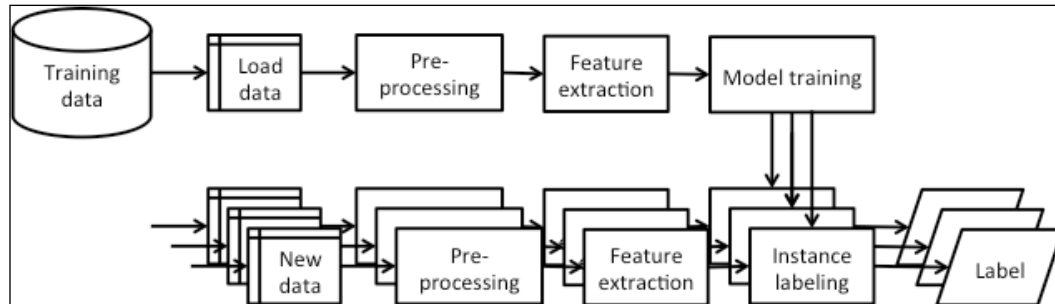 Training
data
Load
data
Pre-
processing
Feature
extraction
Model training
New
data
Pre-
processing
Feature
extraction
Instance
labeling
Label